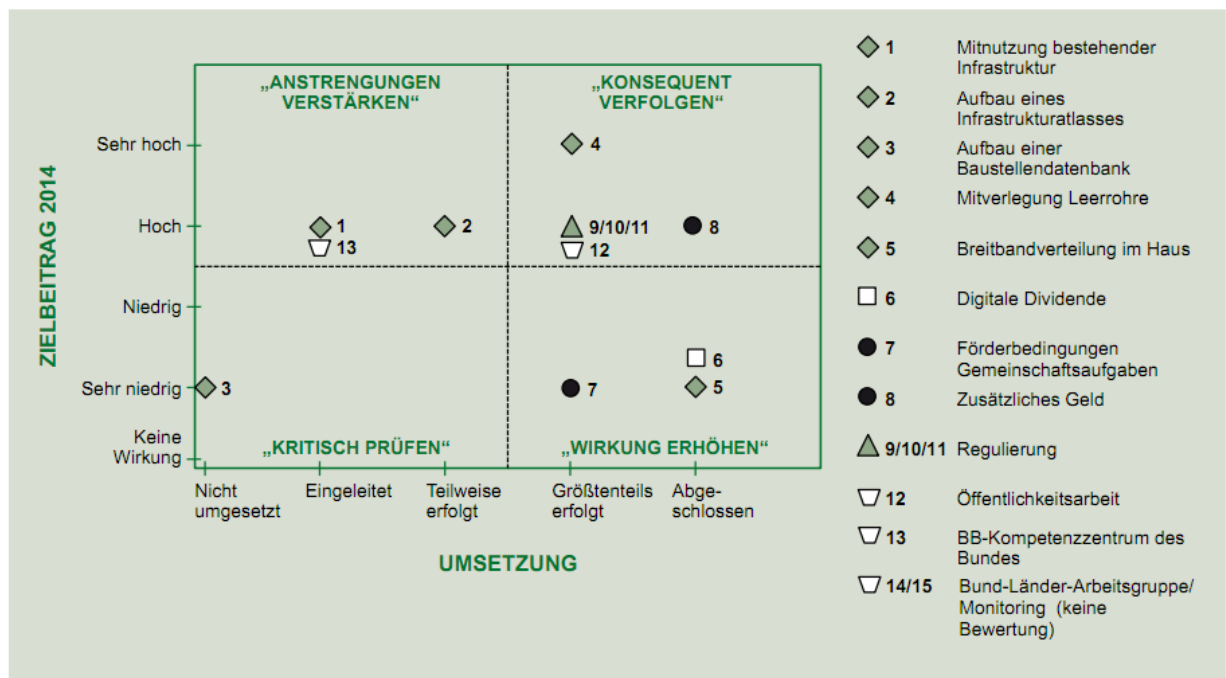 „ANSTRENGUNGEN
VERSTÄRKEN“
„KONSEQUENT
VERFOLGEN“
ZIELBEITRAG 2014
Sehr hoch
Hoch
Niedrig
Sehr niedrig
Keine
Wirkung
4
1
2
9/10/11
8
13
12
6
3
7
5
„KRITISCH PRÜFEN“
„WIRKUNG ERHÖHEN“
Nicht
umgesetzt
Eingeleitet
Teilweise
erfolgt
Größtenteils
erfolgt
Abge-
schlossen
UMSETZUNG
1 Mitnutzung bestehender
Infrastruktur
2 Aufbau eines
Infrastrukturatlasses
3 Aufbau einer
Baustellendatenbank
4 Mitverlegung Leerrohre
5 Breitbandverteilung im Haus
6 Digitale Dividende
7 Förderbedingungen
Gemeinschaftsaufgaben
8 Zusätzliches Geld
9/10/11 Regulierung
12 Öffentlichkeitsarbeit
13 BB-Kompetenzzentrum des
Bundes
14/15 Bund-Länder-Arbeitsgruppe/
Monitoring (keine
Bewertung)